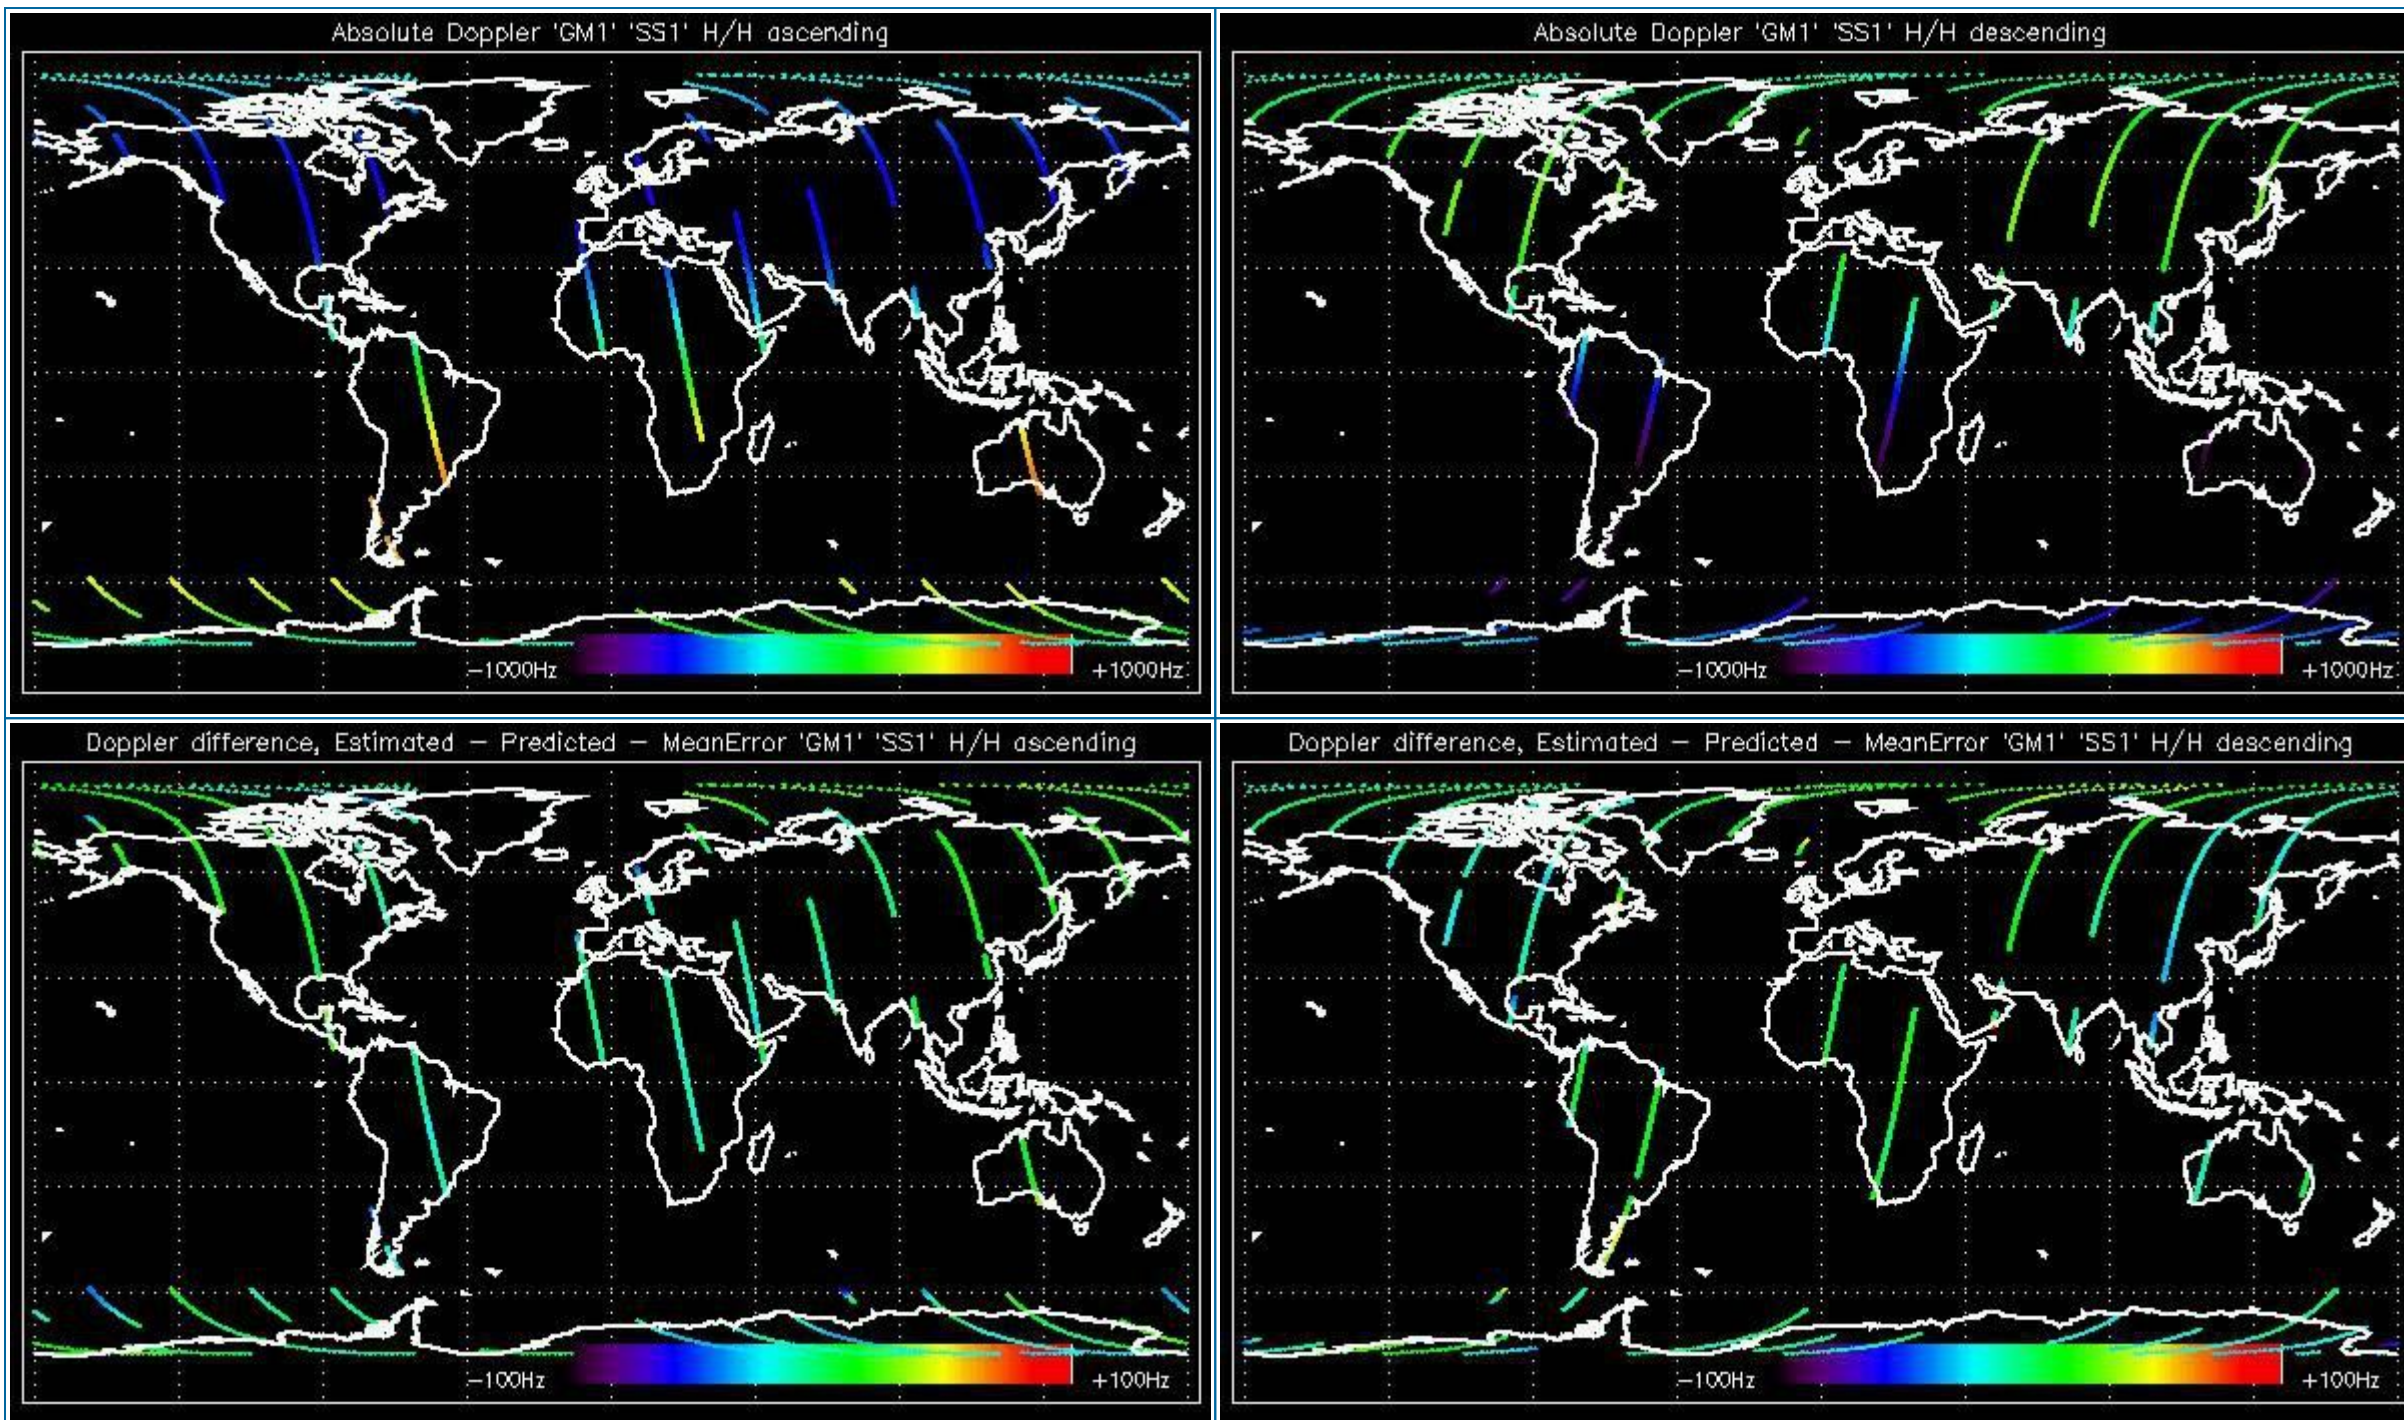 Absolute Doppler 'GM1' 'SS1' H/H ascending
-1000Hz
+1000Hz
Absolute Doppler 'GM1' 'SS1' H/H descending
-1000Hz
+1000Hz
Doppler difference, Estimated - Predicted - MeanError 'GM1' 'SS1' H/H ascending
-100Hz
+100Hz
Doppler difference, Estimated - Predicted - MeanError 'GM1' 'SS1' H/H descending
-100Hz
+100Hz